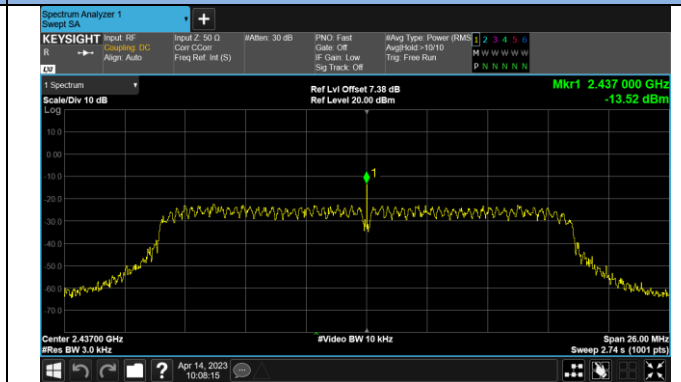 Spectrum Analyzer 1
Swept SA
+
KEYSIGHT
R
LXI
Input: RF
Coupling: DC
Align: Auto
Input Z: 50 Ω
Corr CCorr
Freq Ref: Int (S)
#Atten: 30 dB
PNO: Fast
Gate: Off
IF Gain: Low
Sig Track: Off
#Avg Type: Power (RMS
Avg|Hold:>10/10
Trig: Free Run
1 2 3 4 5 6
M W W W W W
P N N N N N
1 Spectrum
Scale/Div 10 dB
Log
Ref Lvl Offset 7.38 dB
Ref Level 20.00 dBm
Mkr1 2.437 000 GHz
-13.52 dBm
10.0
0.00
-10.0
-20.0
-30.0
-40.0
-50.0
-60.0
-70.0
1
Center 2.43700 GHz
#Res BW 3.0 kHz
#Video BW 10 kHz
Span 26.00 MHz
Sweep 2.74 s (1001 pts)
?
Apr 14, 2023
10:08:15